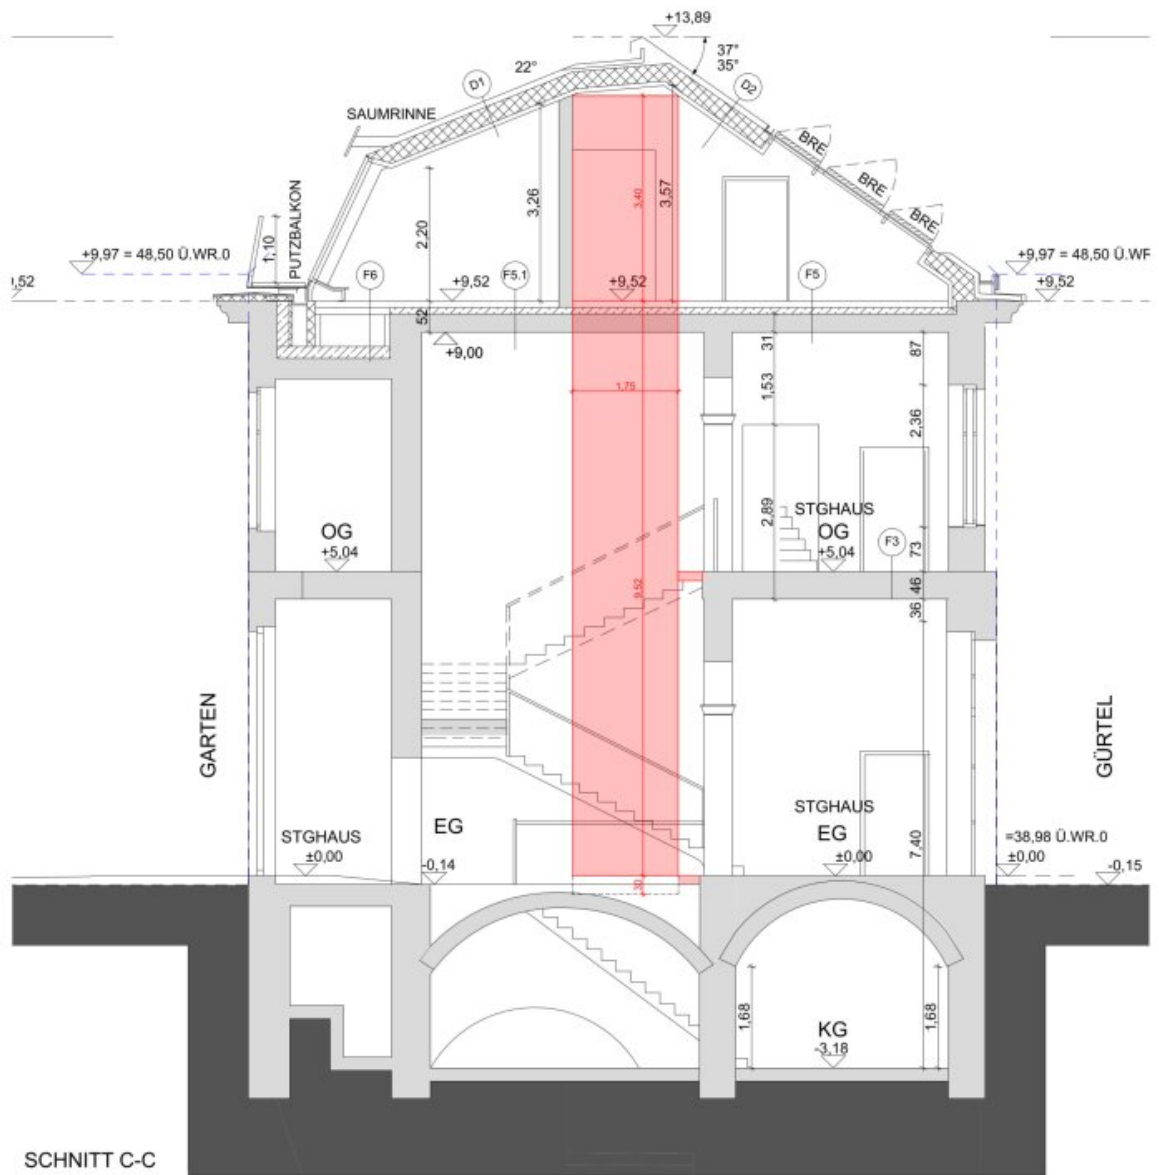 +13,89
37°
35°
22°
D1
D2
SAUMRINNE
BRE
BRE
BRE
3,40
3,57
3,26
2,20
1,10
PUTZBALKON
+9,97 = 48,50 Ü.WR.0
+9,97 = 48,50 Ü.WF
),52
F6
+9,52
F5.1
+9,52
F5
+9,52
52
+9,00
31
87
1,53
1,75
2,36
2,89
STGHAUS
OG
OG
+5,04
+5,04
F3
73
9,52
46
36
GARTEN
GÜRTEL
STGHAUS
STGHAUS
EG
EG
±0,00
-0,14
±0,00
7,40
=38,98 Ü.WR.0
±0,00
-0,15
30
1,68
1,68
KG
-3,18
SCHNITT C-C